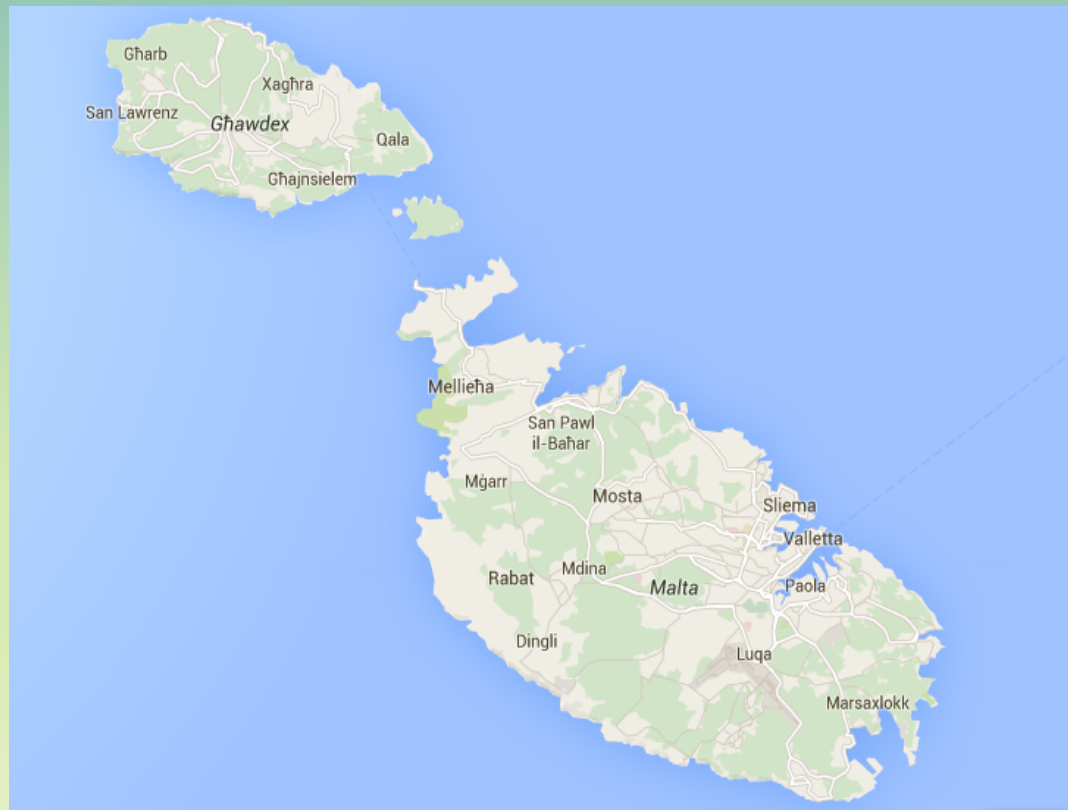 Għarb
Xagħra
San Lawrenz
Għawdex
Qala
Għajnsielem
Mellieħa
San Pawl
il-Baħar
Mġarr
Mosta
Sliema
Valletta
Mdina
Rabat
Malta
Paola
Dingli
Luqa
Marsaxlokk